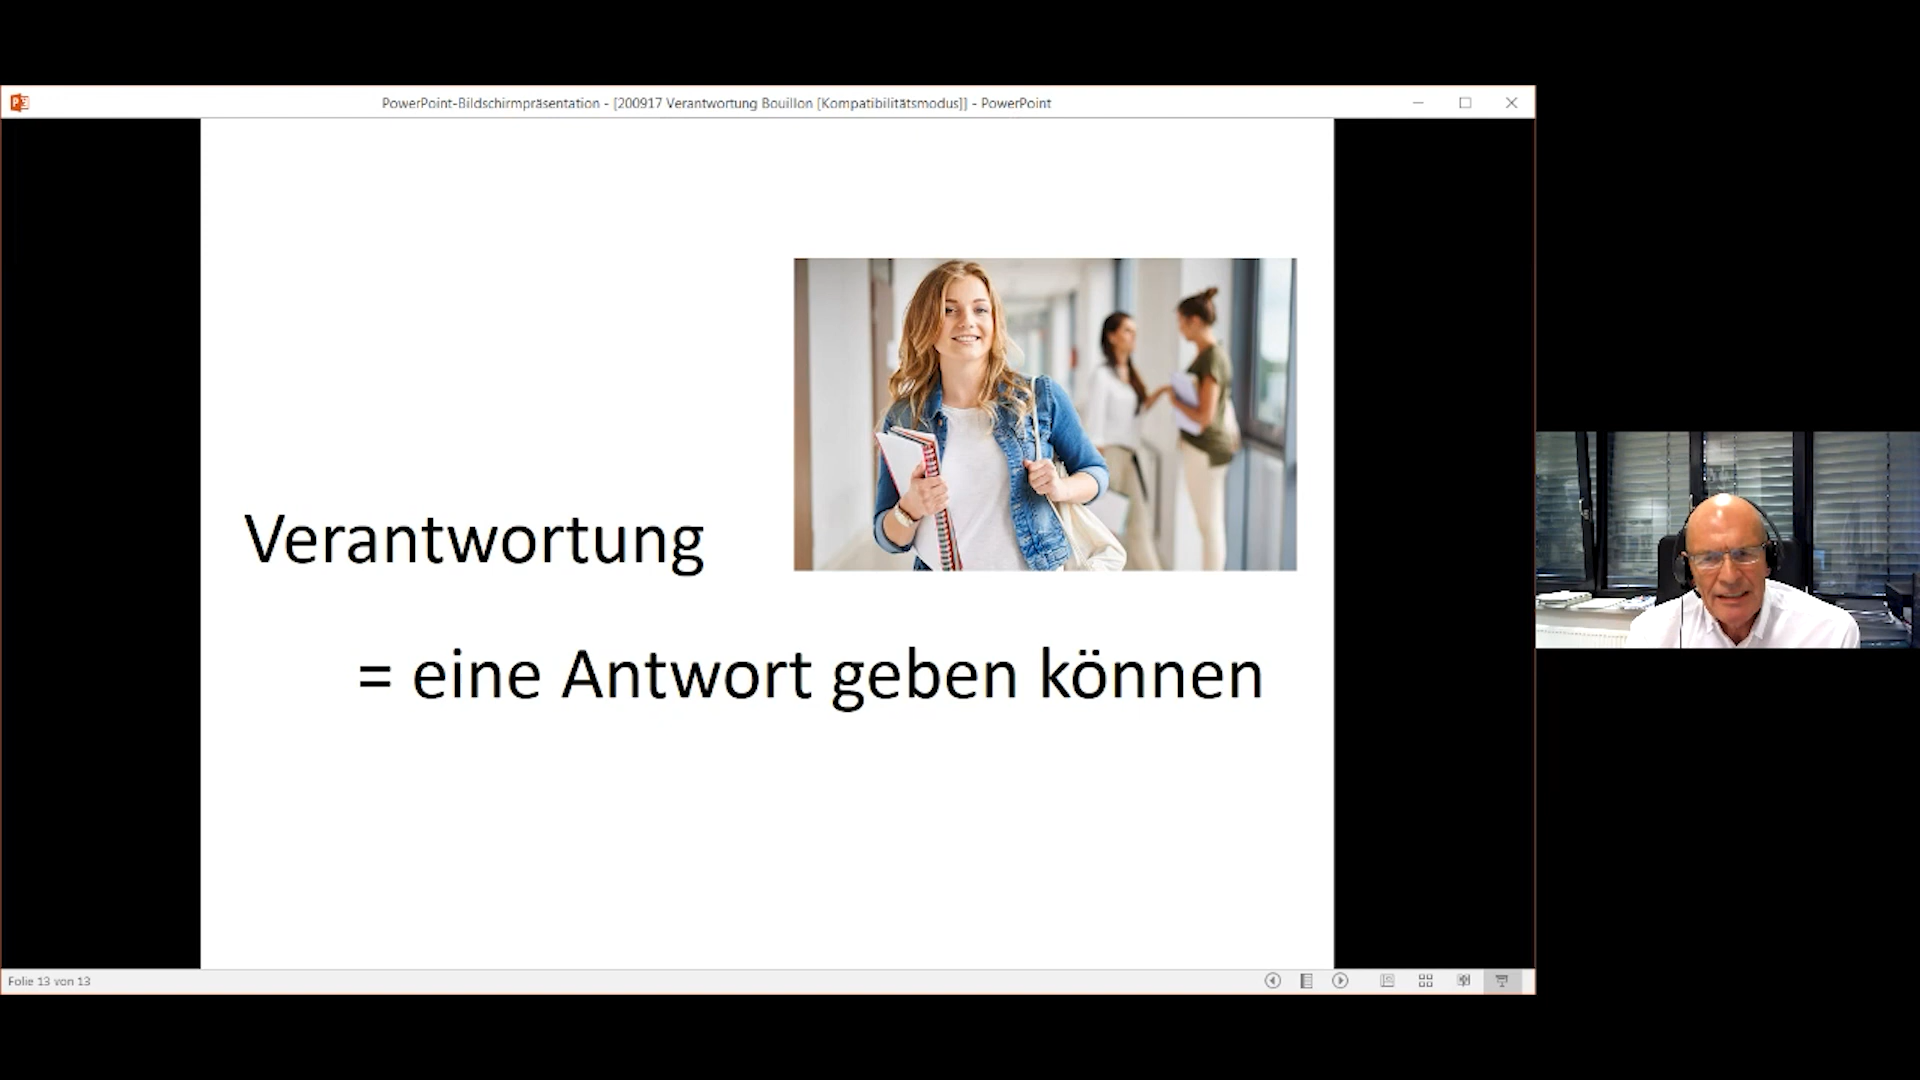 PowerPoint-Bildschirmpräsentation - [200917 Verantwortung Bouillon [Kompatibilitätsmodus]] - PowerPoint
Verantwortung
= eine Antwort geben können
Folie 13 von 13